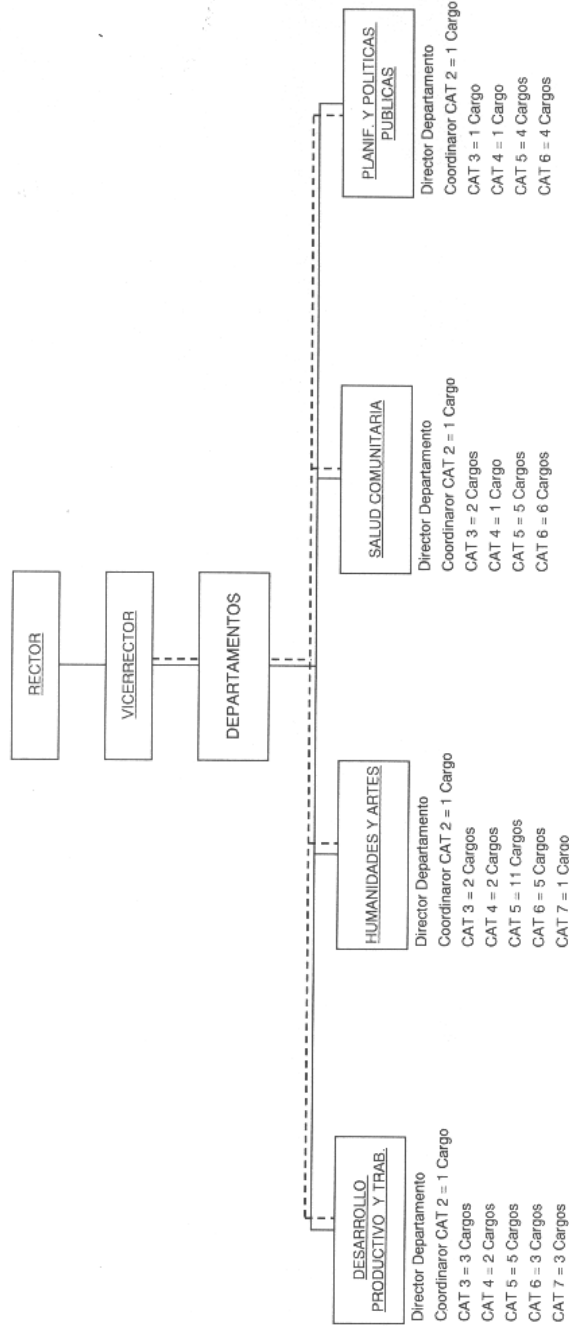 RECTOR
VICERRECTOR
DEPARTAMENTOS
DESARROLLO
PRODUCTIVO Y TRAB.
Director Departamento
Coordinaror CAT 2 = 1 Cargo
CAT 3 = 3 Cargos
CAT 4 = 2 Cargos
CAT 5 = 5 Cargos
CAT 6 = 3 Cargos
CAT 7 = 3 Cargos
HUMANIDADES Y ARTES
Director Departamento
Coordinaror CAT 2 = 1 Cargo
CAT 3 = 2 Cargos
CAT 4 = 2 Cargos
CAT 5 = 11 Cargos
CAT 6 = 5 Cargos
CAT 7 = 1 Cargo
SALUD COMUNITARIA
Director Departamento
Coordinaror CAT 2 = 1 Cargo
CAT 3 = 2 Cargos
CAT 4 = 1 Cargo
CAT 5 = 5 Cargos
CAT 6 = 6 Cargos
PLANIF. Y POLITICAS
PUBLICAS
Director Departamento
Coordinaror CAT 2 = 1 Cargo
CAT 3 = 1 Cargo
CAT 4 = 1 Cargo
CAT 5 = 4 Cargos
CAT 6 = 4 Cargos